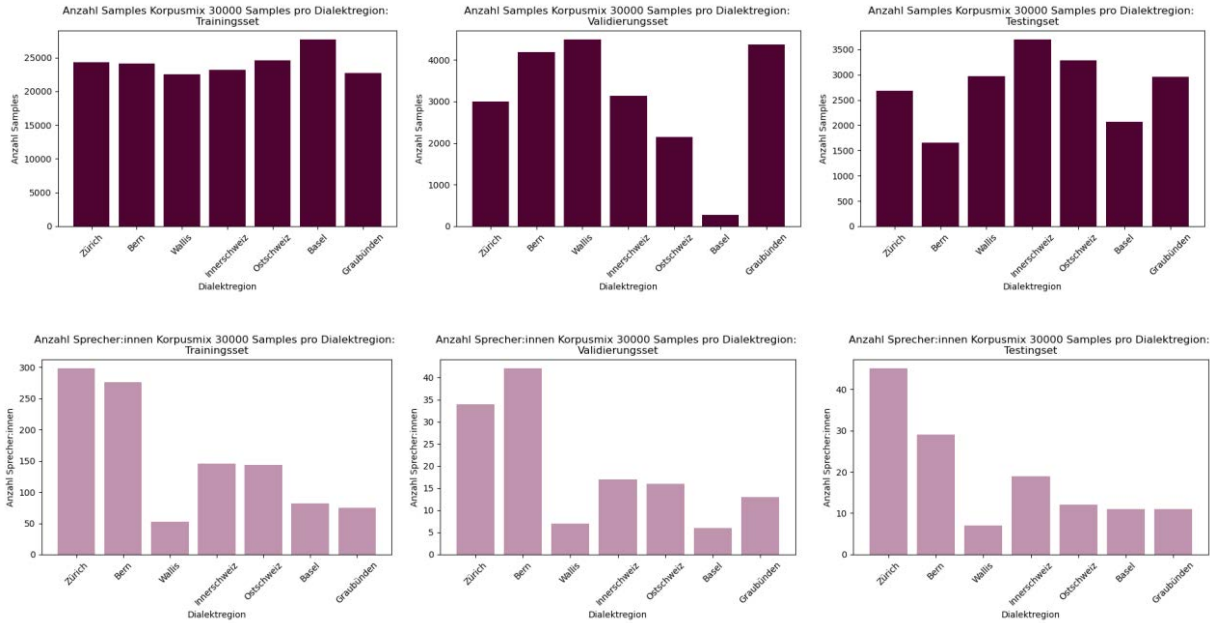 Anzahl Samples Korpusmix 30000 Samples pro Dialektregion:
Trainingsset
Anzahl Samples
25000
20000
15000
10000
5000
0
Zürich
Bern
Wallis
Innerschweiz
Ostschweiz
Basel
Graubünden
Dialektregion
Anzahl Samples Korpusmix 30000 Samples pro Dialektregion:
Validierungsset
Anzahl Samples
4000
3000
2000
1000
0
Zürich
Bern
Wallis
Innerschweiz
Ostschweiz
Basel
Graubünden
Dialektregion
Anzahl Samples Korpusmix 30000 Samples pro Dialektregion:
Testingset
Anzahl Samples
3500
3000
2500
2000
1500
1000
500
0
Zürich
Bern
Wallis
Innerschweiz
Ostschweiz
Basel
Graubünden
Dialektregion
Anzahl Sprecher:innen Korpusmix 30000 Samples pro Dialektregion:
Trainingsset
Anzahl Sprecher:innen
300
250
200
150
100
50
0
Zürich
Bern
Wallis
Innerschweiz
Ostschweiz
Basel
Graubünden
Dialektregion
Anzahl Sprecher:innen Korpusmix 30000 Samples pro Dialektregion:
Validierungsset
Anzahl Sprecher:innen
40
35
30
25
20
15
10
5
0
Zürich
Bern
Wallis
Innerschweiz
Ostschweiz
Basel
Graubünden
Dialektregion
Anzahl Sprecher:innen Korpusmix 30000 Samples pro Dialektregion:
Testingset
Anzahl Sprecher:innen
40
30
20
10
0
Zürich
Bern
Wallis
Innerschweiz
Ostschweiz
Basel
Graubünden
Dialektregion